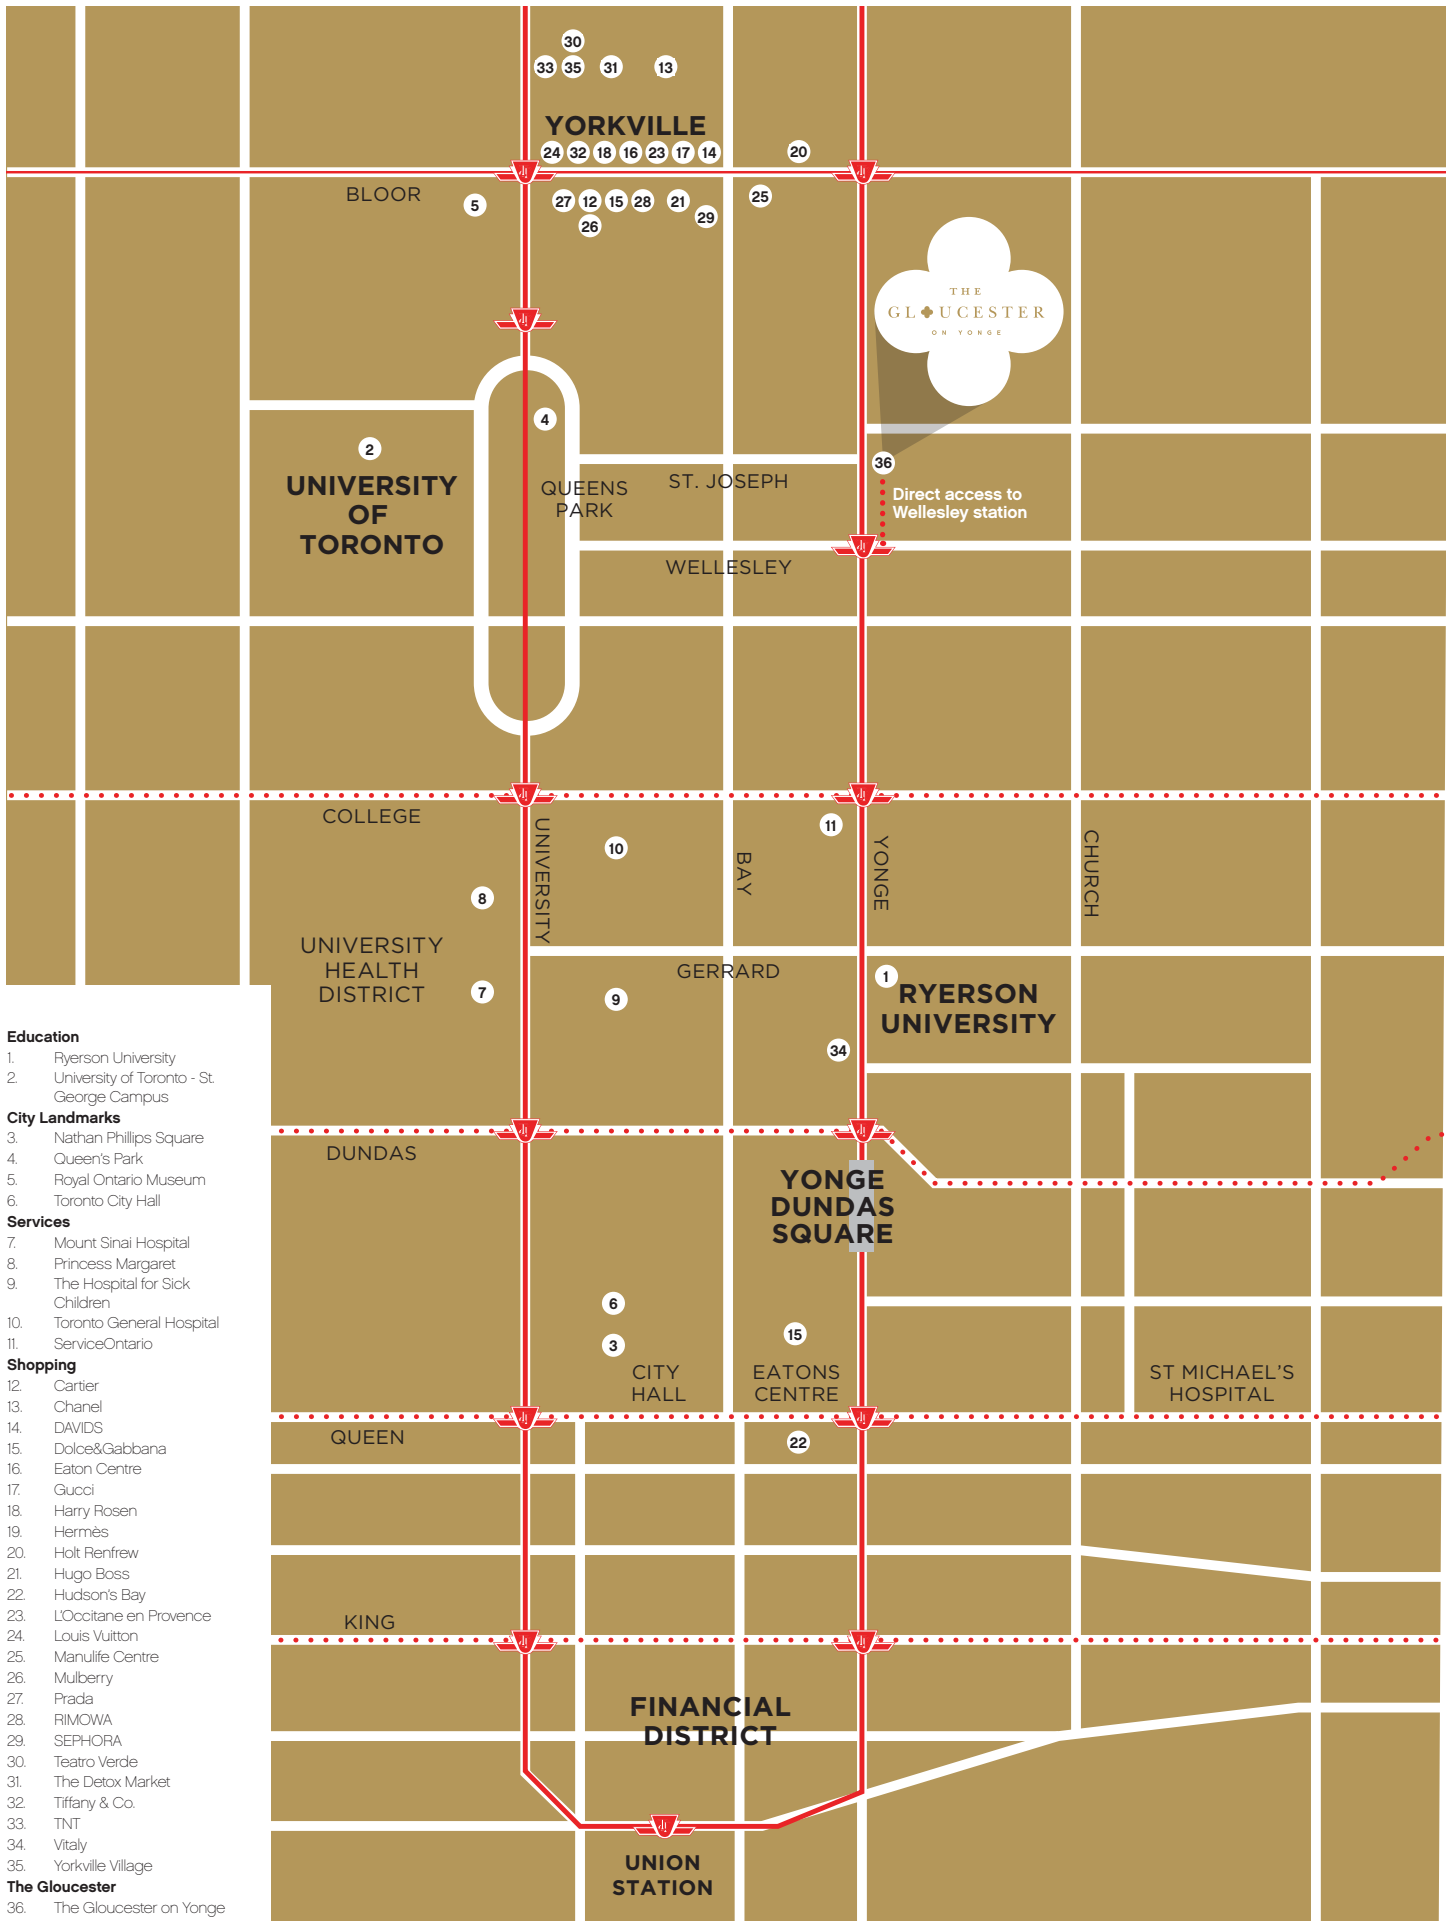 30
33 35 31 13
YORKVILLE
24 32 18 16 23 17 14 20
BLOOR
5 27 12 15 28 21 29 25
26
THE
GLOUCESTER
ON YONGE
4
2
UNIVERSITY
OF
TORONTO
QUEENS
PARK
ST. JOSEPH
36
Direct access to
Wellesley station
WELLESLEY
COLLEGE
UNIVERSITY
BAY
YONGE
CHURCH
11
10
8
UNIVERSITY
HEALTH
DISTRICT
7
9
GERRARD
1
RYERSON
UNIVERSITY
34
DUNDAS
YONGE
DUNDAS
SQUARE
6
3
15
CITY
HALL
EATONS
CENTRE
ST MICHAEL'S
HOSPITAL
QUEEN
22
KING
FINANCIAL
DISTRICT
UNION
STATION
Education
1. Ryerson University
2. University of Toronto - St.
George Campus
City Landmarks
3. Nathan Phillips Square
4. Queen's Park
5. Royal Ontario Museum
6. Toronto City Hall
Services
7. Mount Sinai Hospital
8. Princess Margaret
9. The Hospital for Sick
Children
10. Toronto General Hospital
11. ServiceOntario
Shopping
12. Cartier
13. Chanel
14. DAVIDS
15. Dolce&Gabbana
16. Eaton Centre
17. Gucci
18. Harry Rosen
19. Hermès
20. Holt Renfrew
21. Hugo Boss
22. Hudson's Bay
23. L'Occitane en Provence
24. Louis Vuitton
25. Manulife Centre
26. Mulberry
27. Prada
28. RIMOWA
29. SEPHORA
30. Teatro Verde
31. The Detox Market
32. Tiffany & Co.
33. TNT
34. Vitaly
35. Yorkville Village
The Gloucester
36. The Gloucester on Yonge